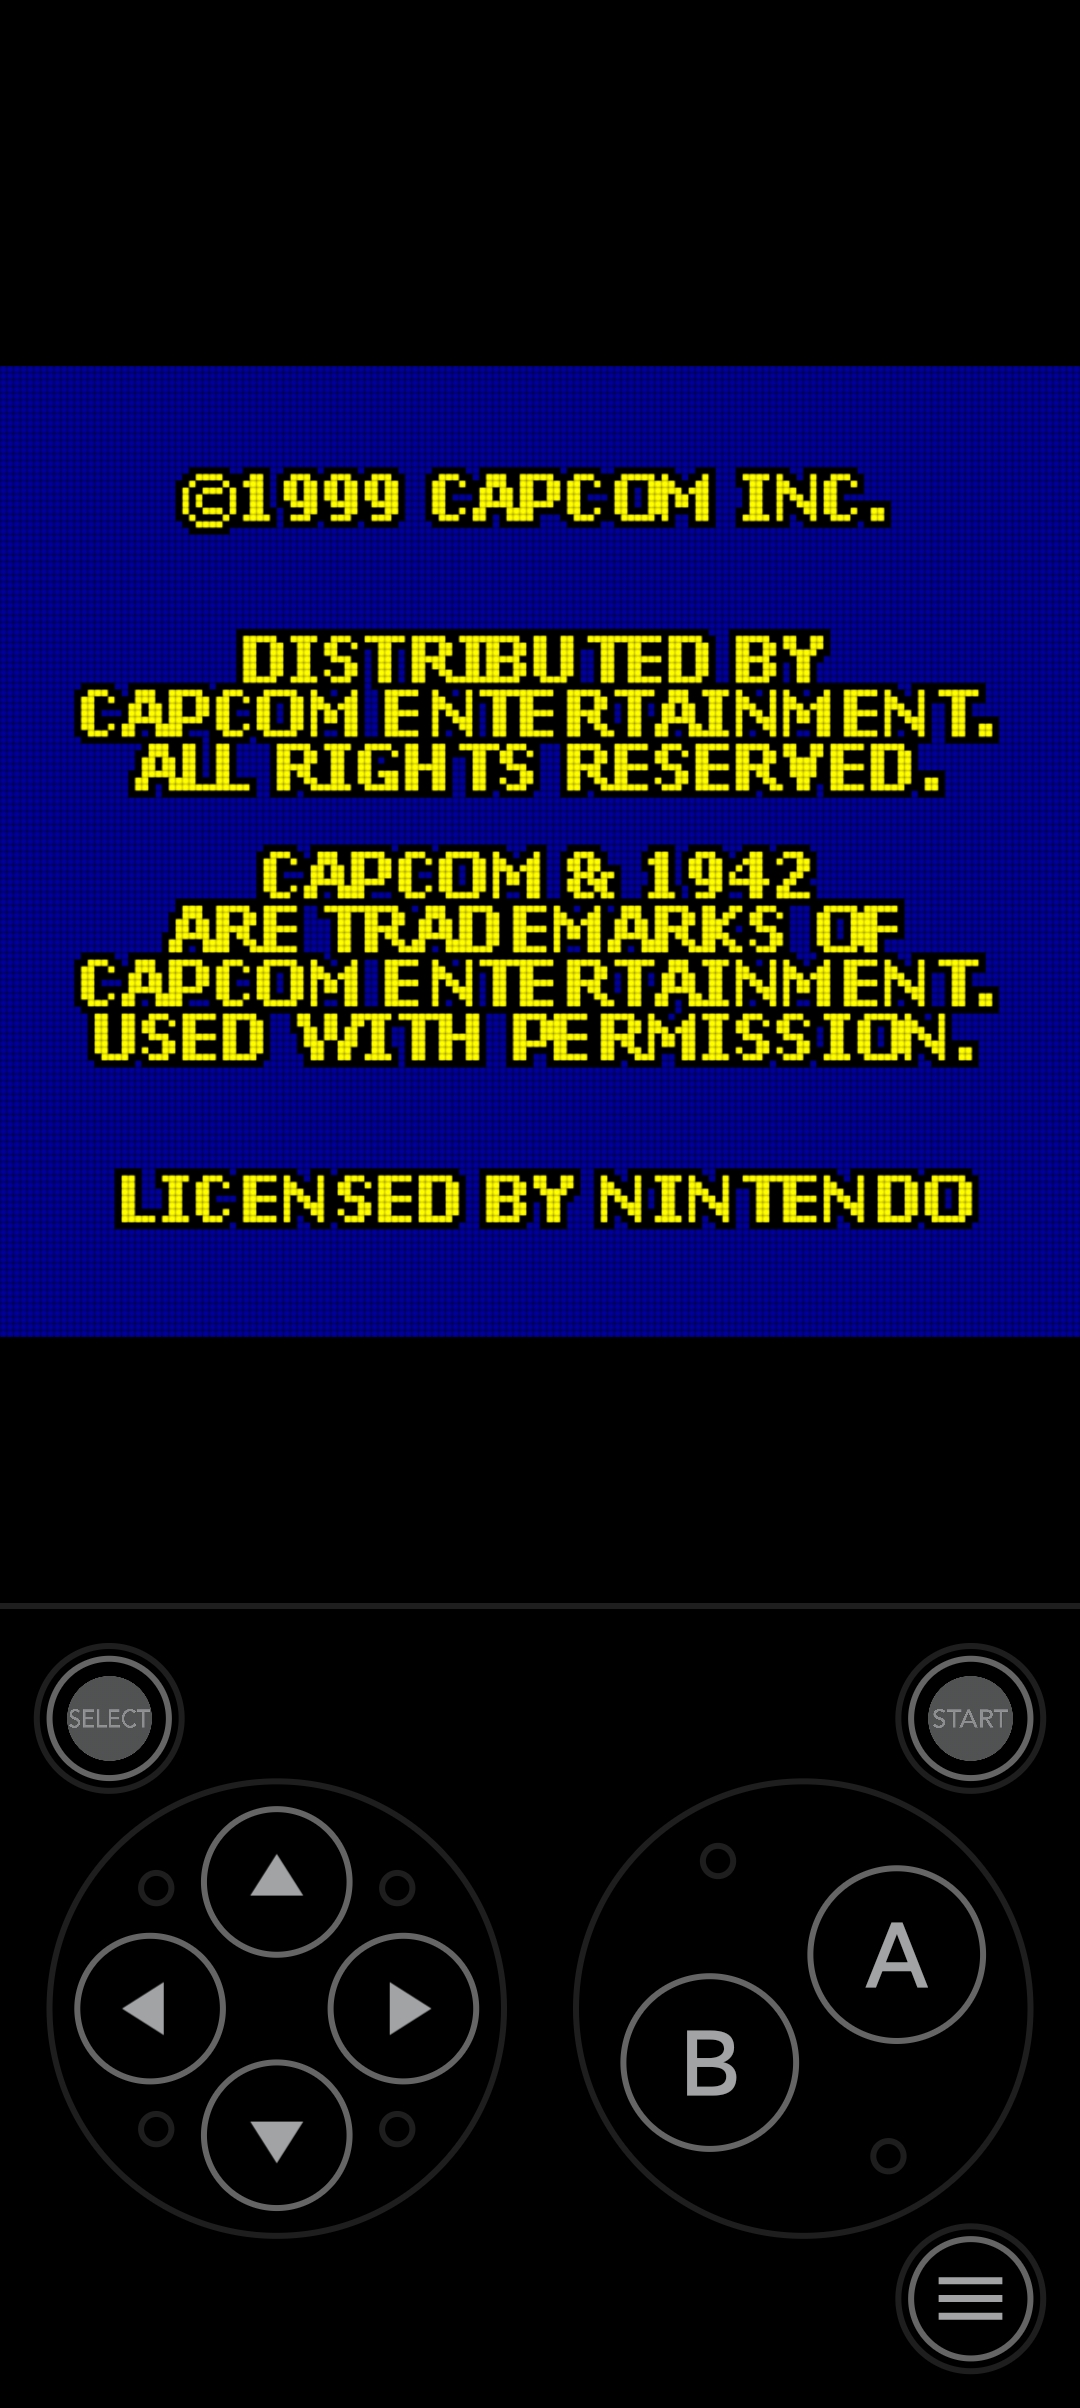 ©1999 CAPCOM INC.
DISTRIBUTED BY
CAPCOM ENTERTAINMENT.
ALL RIGHTS RESERVED.
CAPCOM & 1942
ARE TRADEMARKS OF
CAPCOM ENTERTAINMENT.
USED WITH PERMISSION.
LICENSED BY NINTENDO
SELECT
START
A
B